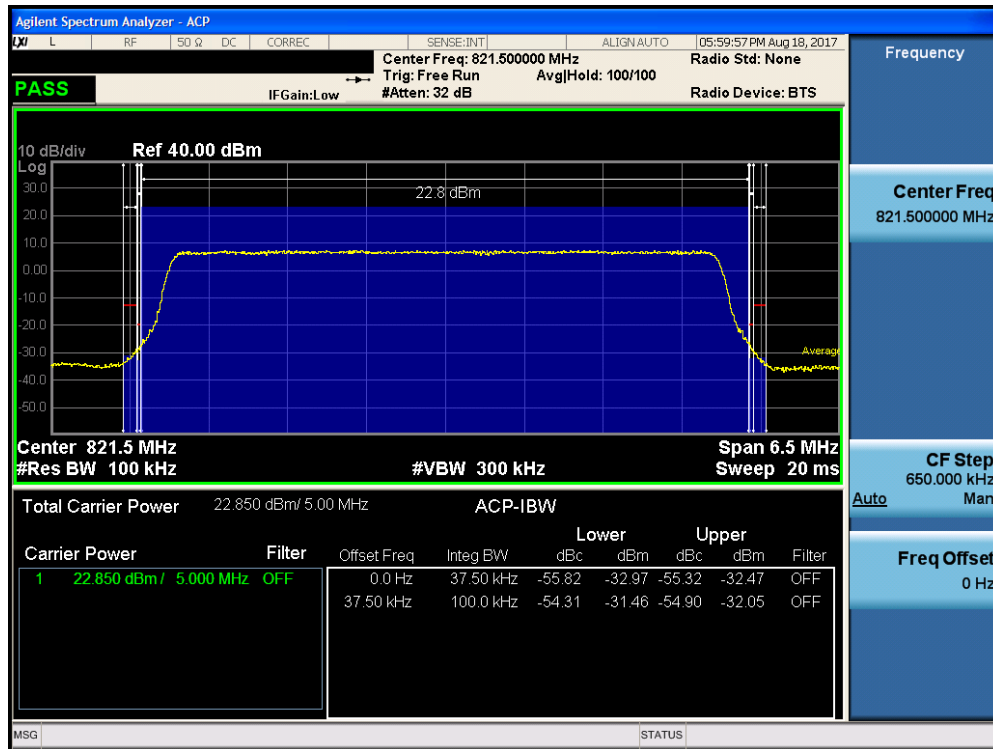 Agilent Spectrum Analyzer - ACP
LXI L RF 50 Ω DC CORREC SENSE:INT ALIGN AUTO 05:59:57 PM Aug 18, 2017
Center Freq: 821.500000 MHz Radio Std: None
Trig: Free Run Avg|Hold: 100/100
PASS IFGain:Low #Atten: 32 dB Radio Device: BTS
10 dB/div Ref 40.00 dBm
Log
30.0
22.8 dBm
20.0
10.0
0.00
-10.0
-20.0
-30.0
Average
-40.0
-50.0
Center 821.5 MHz Span 6.5 MHz
#Res BW 100 kHz #VBW 300 kHz Sweep 20 ms
Total Carrier Power 22.850 dBm/ 5.00 MHz ACP-IBW
Lower Upper
Carrier Power Filter Offset Freq Integ BW dBc dBm dBc dBm Filter
1 22.850 dBm / 5.000 MHz OFF 0.0 Hz 37.50 kHz -55.82 -32.97 -55.32 -32.47 OFF
37.50 kHz 100.0 kHz -54.31 -31.46 -54.90 -32.05 OFF
MSG STATUS
Frequency
Center Freq
821.500000 MHz
CF Step
650.000 kHz
Auto Man
Freq Offset
0 Hz